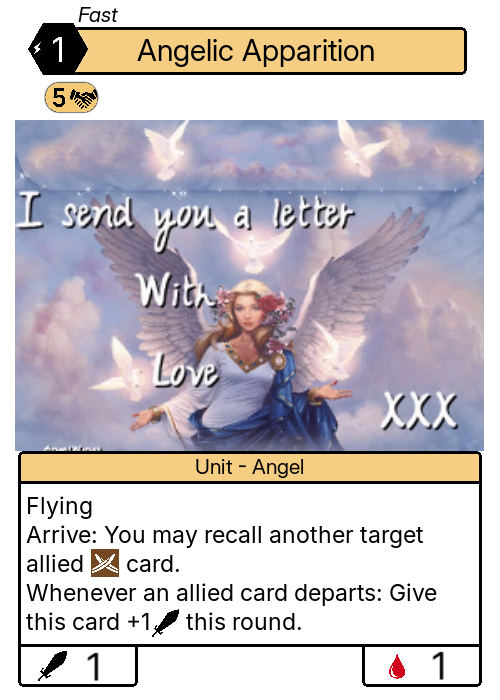 Fast
1
Angelic Apparition
5
I send you a letter
With
Love
XXX
Unit - Angel
Flying
Arrive: You may recall another target
allied card.
Whenever an allied card departs: Give
this card +1 this round.
1
1